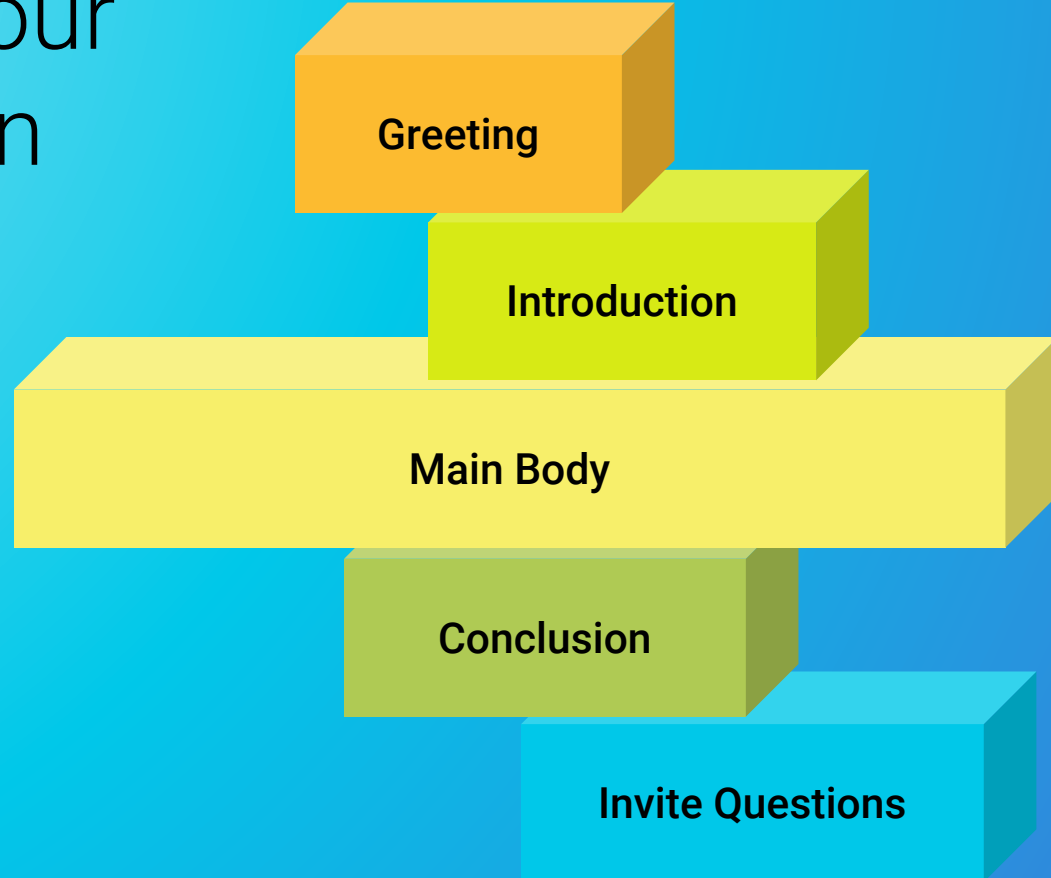 Greeting
Introduction
Main Body
Conclusion
Invite Questions